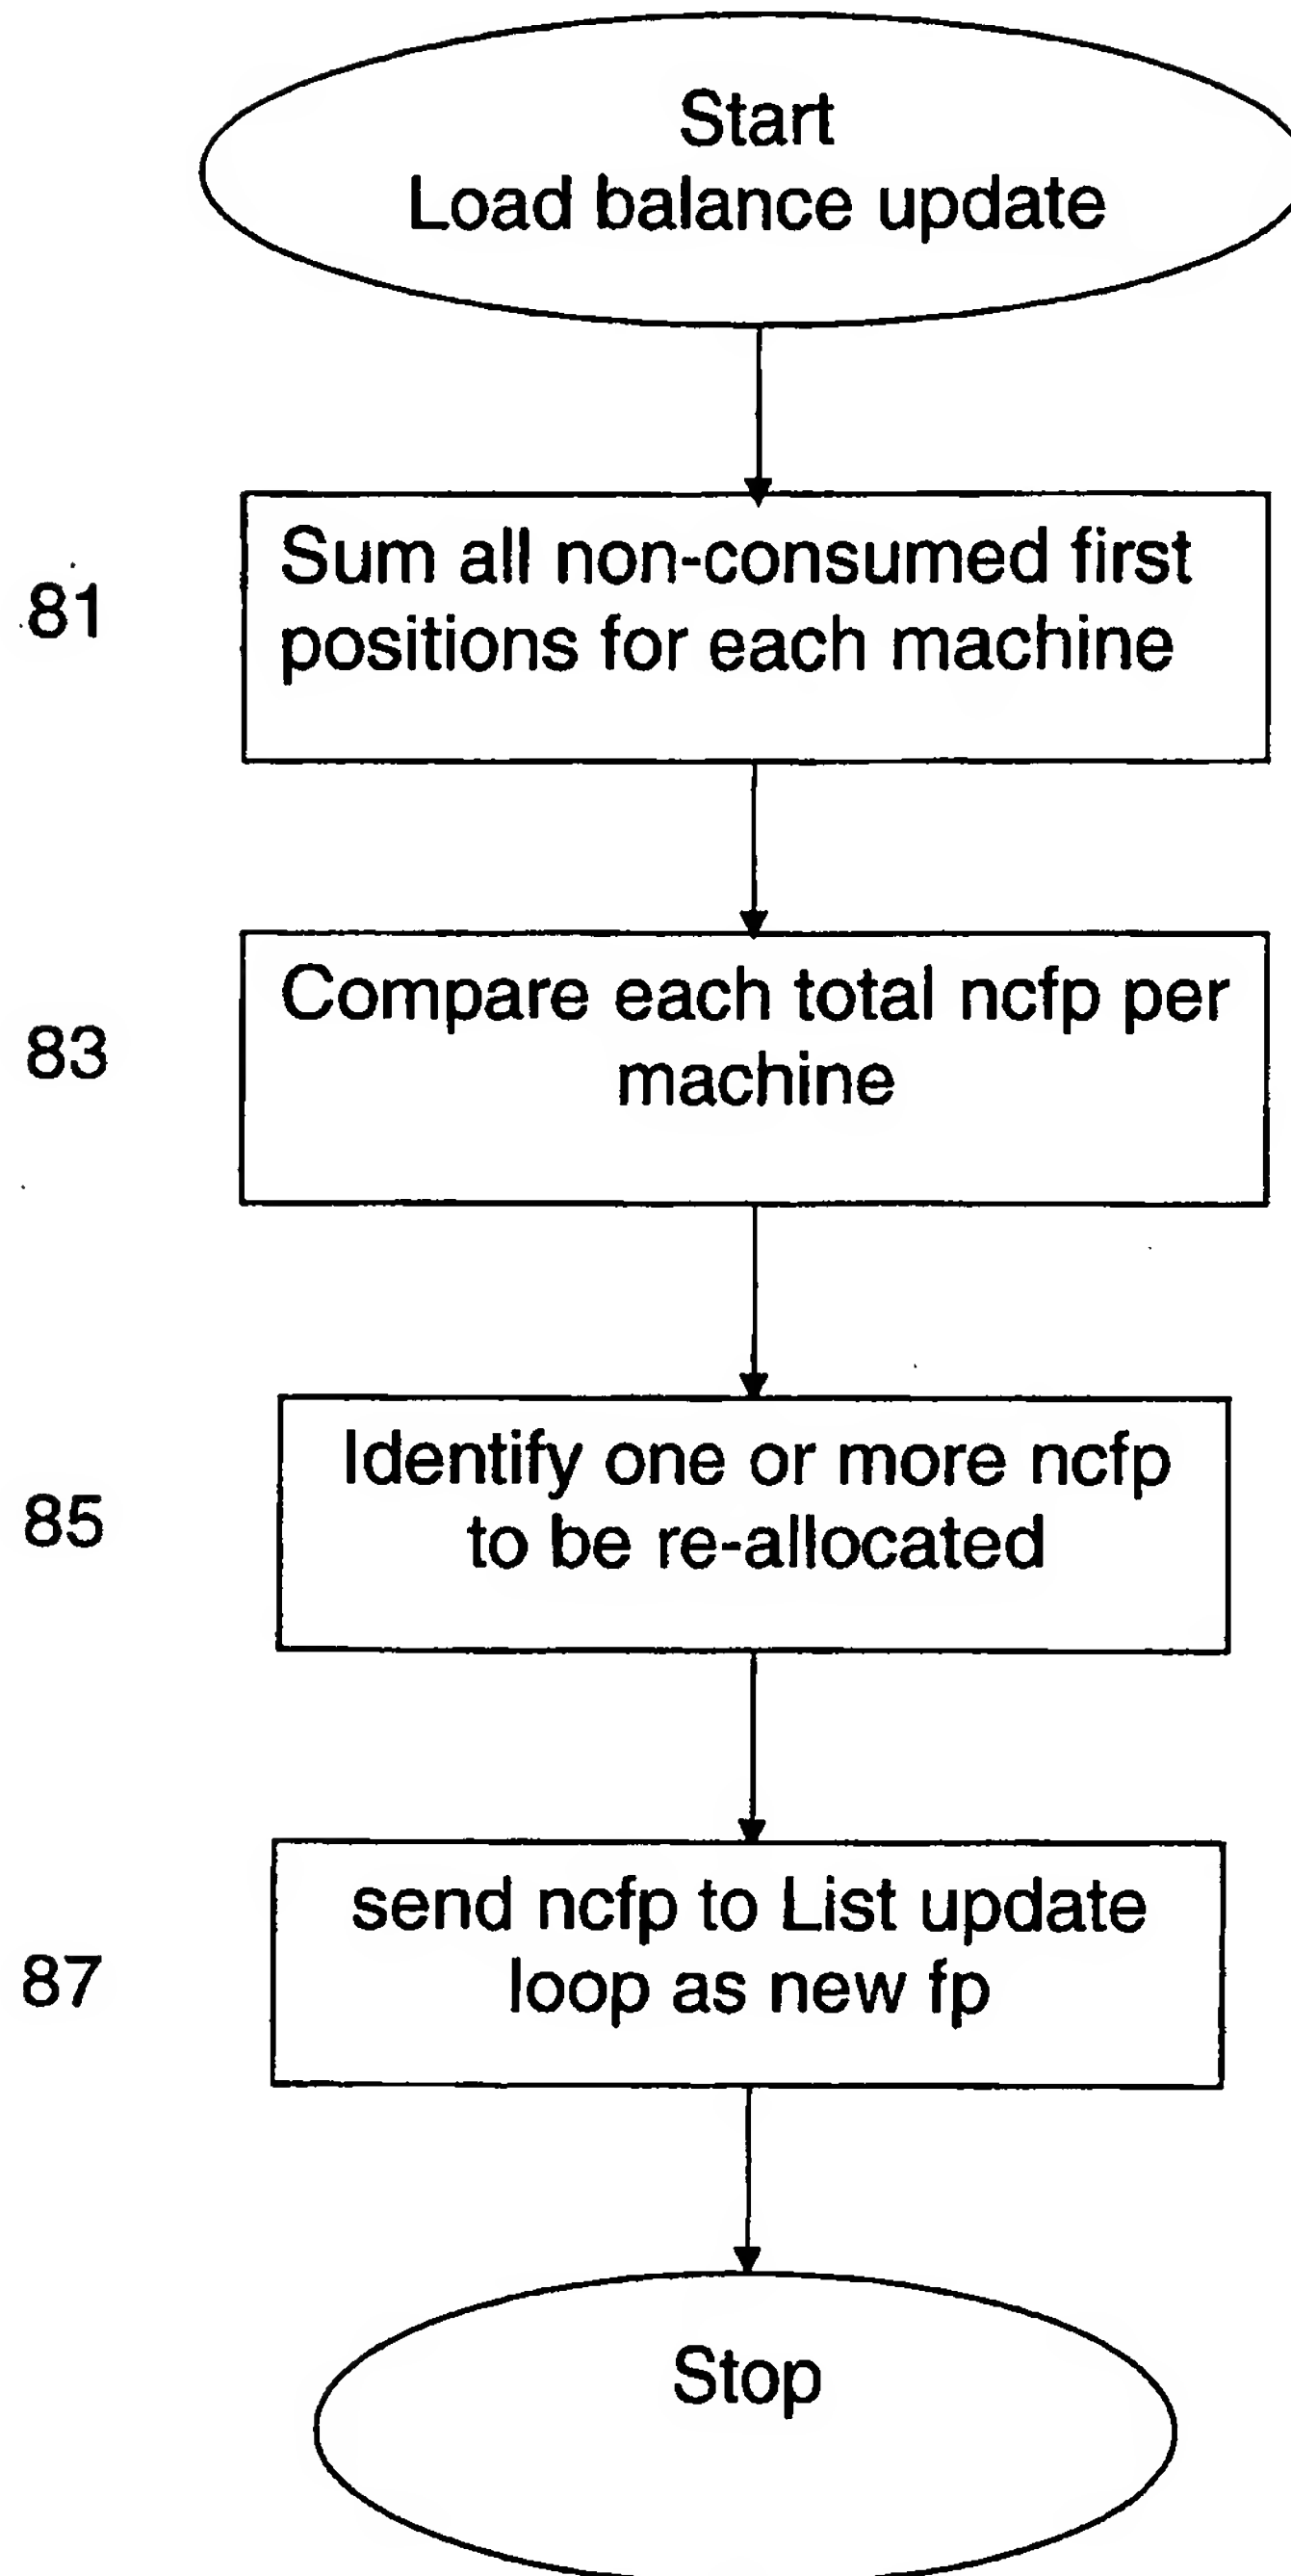 Start
Load balance update
81
Sum all non-consumed first
positions for each machine
83
Compare each total ncfp per
machine
85
Identify one or more ncfp
to be re-allocated
87
send ncfp to List update
loop as new fp
Stop